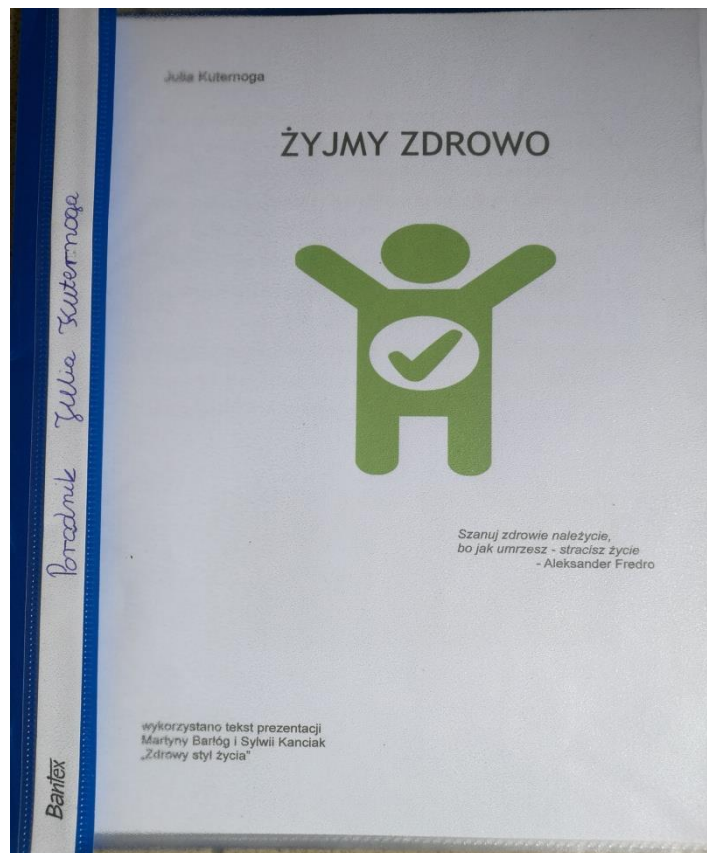 Julia Kuternoga
ŻYJMY ZDROWO
Szanuj zdrowie należycie,
bo jak umrzesz - stracisz życie
- Aleksander Fredro
wykorzystano tekst prezentacji
Martyny Barłóg i Sylwii Kanciak
„Zdrowy styl życia”
Poradnik Julia Kuternoga
Bantex